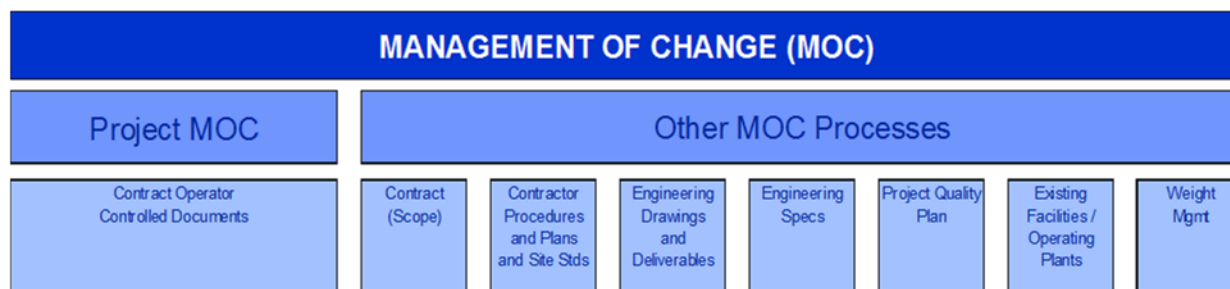 MANAGEMENT OF CHANGE (MOC)
Project MOC
Other MOC Processes
Contract Operator
Controlled Documents
Contract
(Scope)
Contractor
Procedures
and Plans
and Site Stds
Engineering
Drawings
and
Deliverables
Engineering
Specs
Project Quality
Plan
Existing
Facilities /
Operating
Plants
Weight
Mgmt